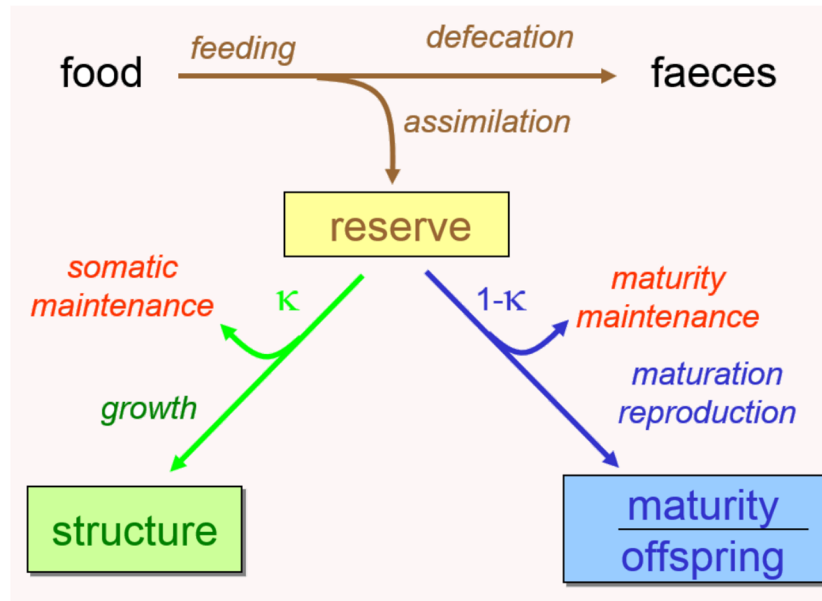 feeding
defecation
food
faeces
assimilation
reserve
somatic
maintenance
κ
1-κ
maturity
maintenance
growth
maturation
reproduction
structure
maturity
offspring